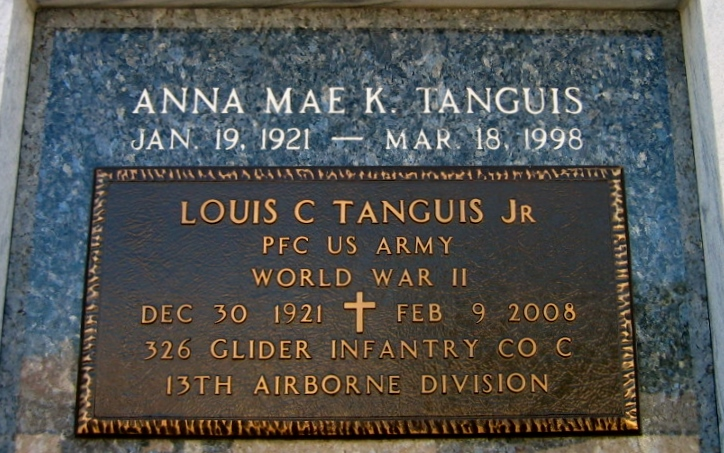 ANNA MAE K. TANGUIS
JAN. 19, 1921 — MAR. 18, 1998
LOUIS C TANGUIS JR
PFC US ARMY
WORLD WAR II
DEC 30 1921 ✝ FEB 9 2008
326 GLIDER INFANTRY CO C
13TH AIRBORNE DIVISION